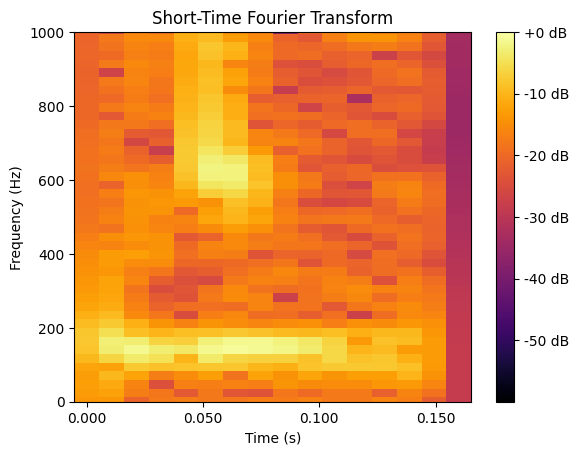 Short-Time Fourier Transform
1000
800
600
400
200
0
Frequency (Hz)
0.000
0.050
0.100
0.150
Time (s)
+0 dB
-10 dB
-20 dB
-30 dB
-40 dB
-50 dB